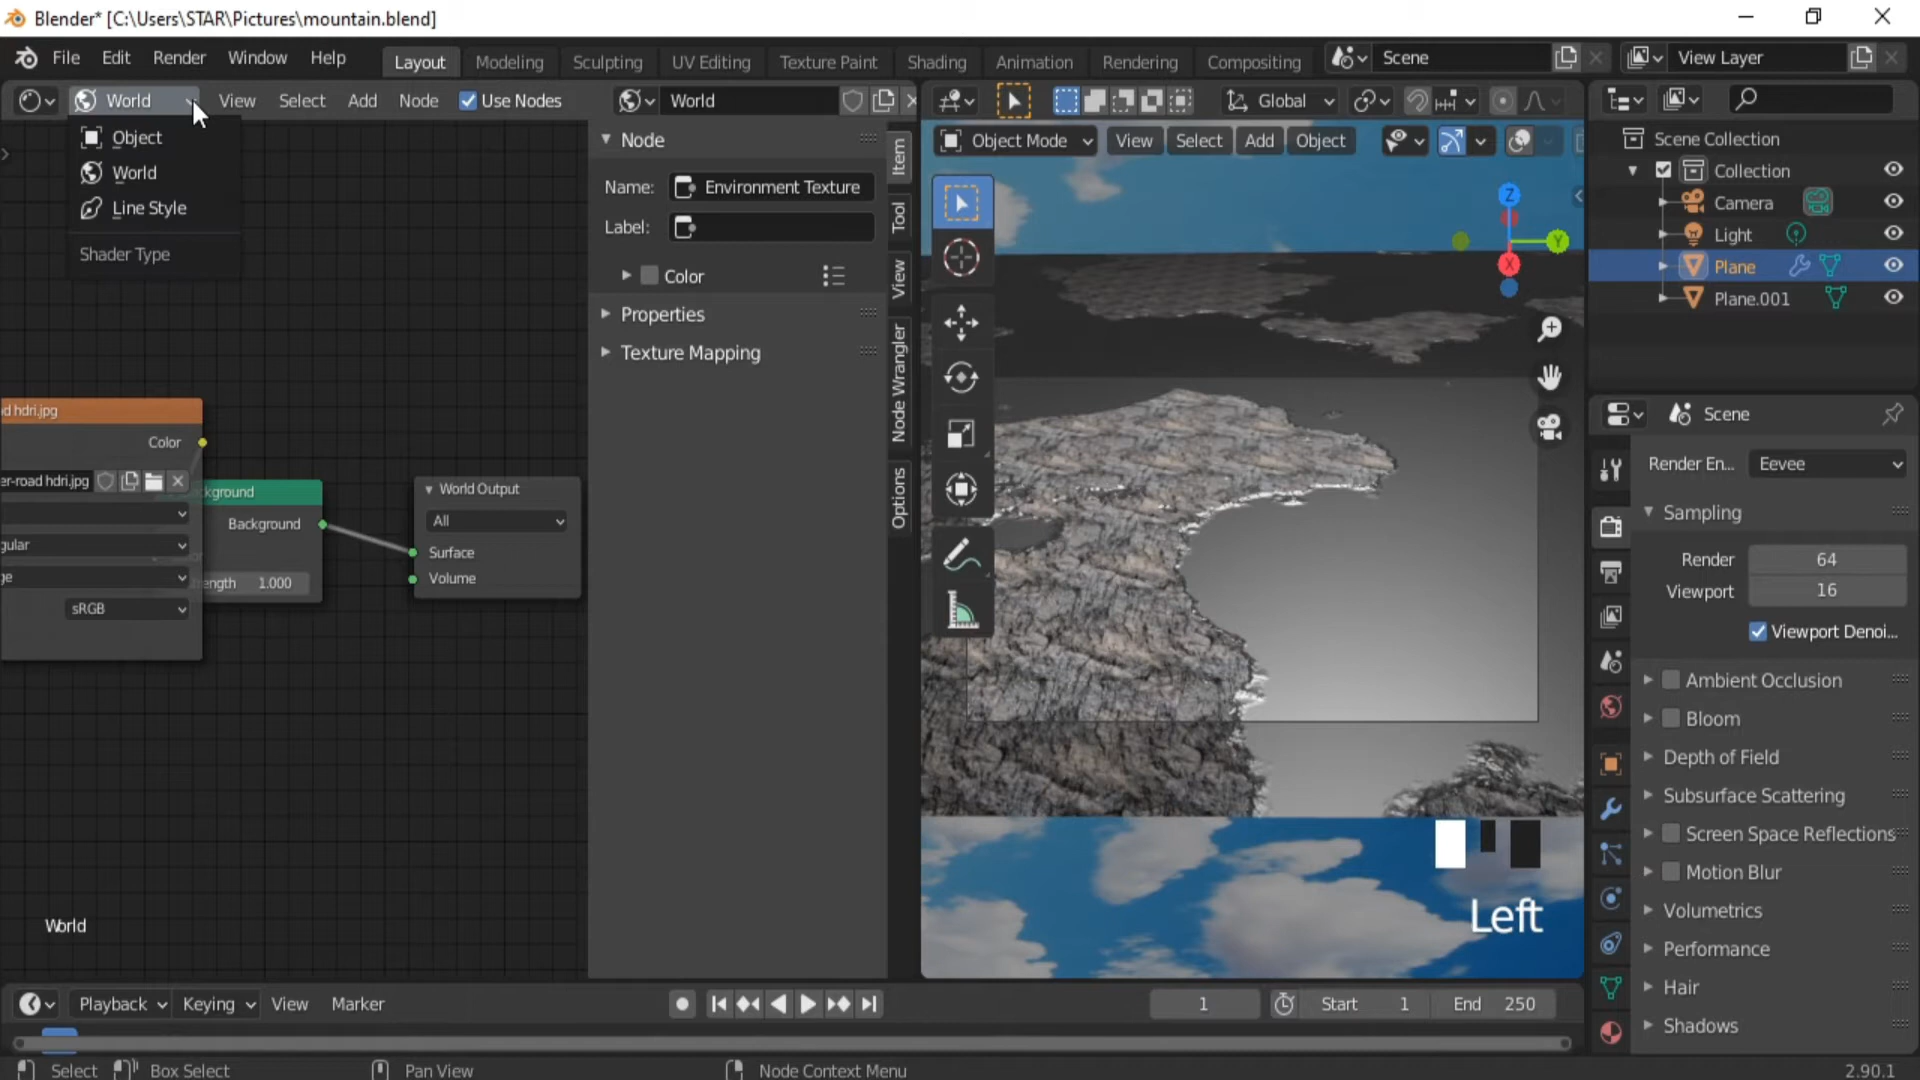 Blender* [C:\Users\STAR\Pictures\mountain.blend]
File Edit Render Window Help Layout Modeling Sculpting UV Editing Texture Paint Shading Animation Rendering Compositing Scene View Layer
World View Select Add Node Use Nodes World Global
Object
World
Line Style
Shader Type
Node
Name: Environment Texture
Label:
Color
Properties
Texture Mapping
Item
Tool
View
Node Wrangler
Options
d hdri.jpg
Color
er-road hdri.jpg
gular
ge
sRGB
kground
Background
rength 1.000
World Output
All
Surface
Volume
World
Object Mode View Select Add Object
Z
Y
X
Left
Scene Collection
Collection
Camera
Light
Plane
Plane.001
Scene
Render En... Eevee
Sampling
Render 64
Viewport 16
Viewport Denoi...
Ambient Occlusion
Bloom
Depth of Field
Subsurface Scattering
Screen Space Reflections
Motion Blur
Volumetrics
Performance
Hair
Shadows
Playback Keying View Marker 1 Start 1 End 250
Select Box Select Pan View Node Context Menu 2.90.1